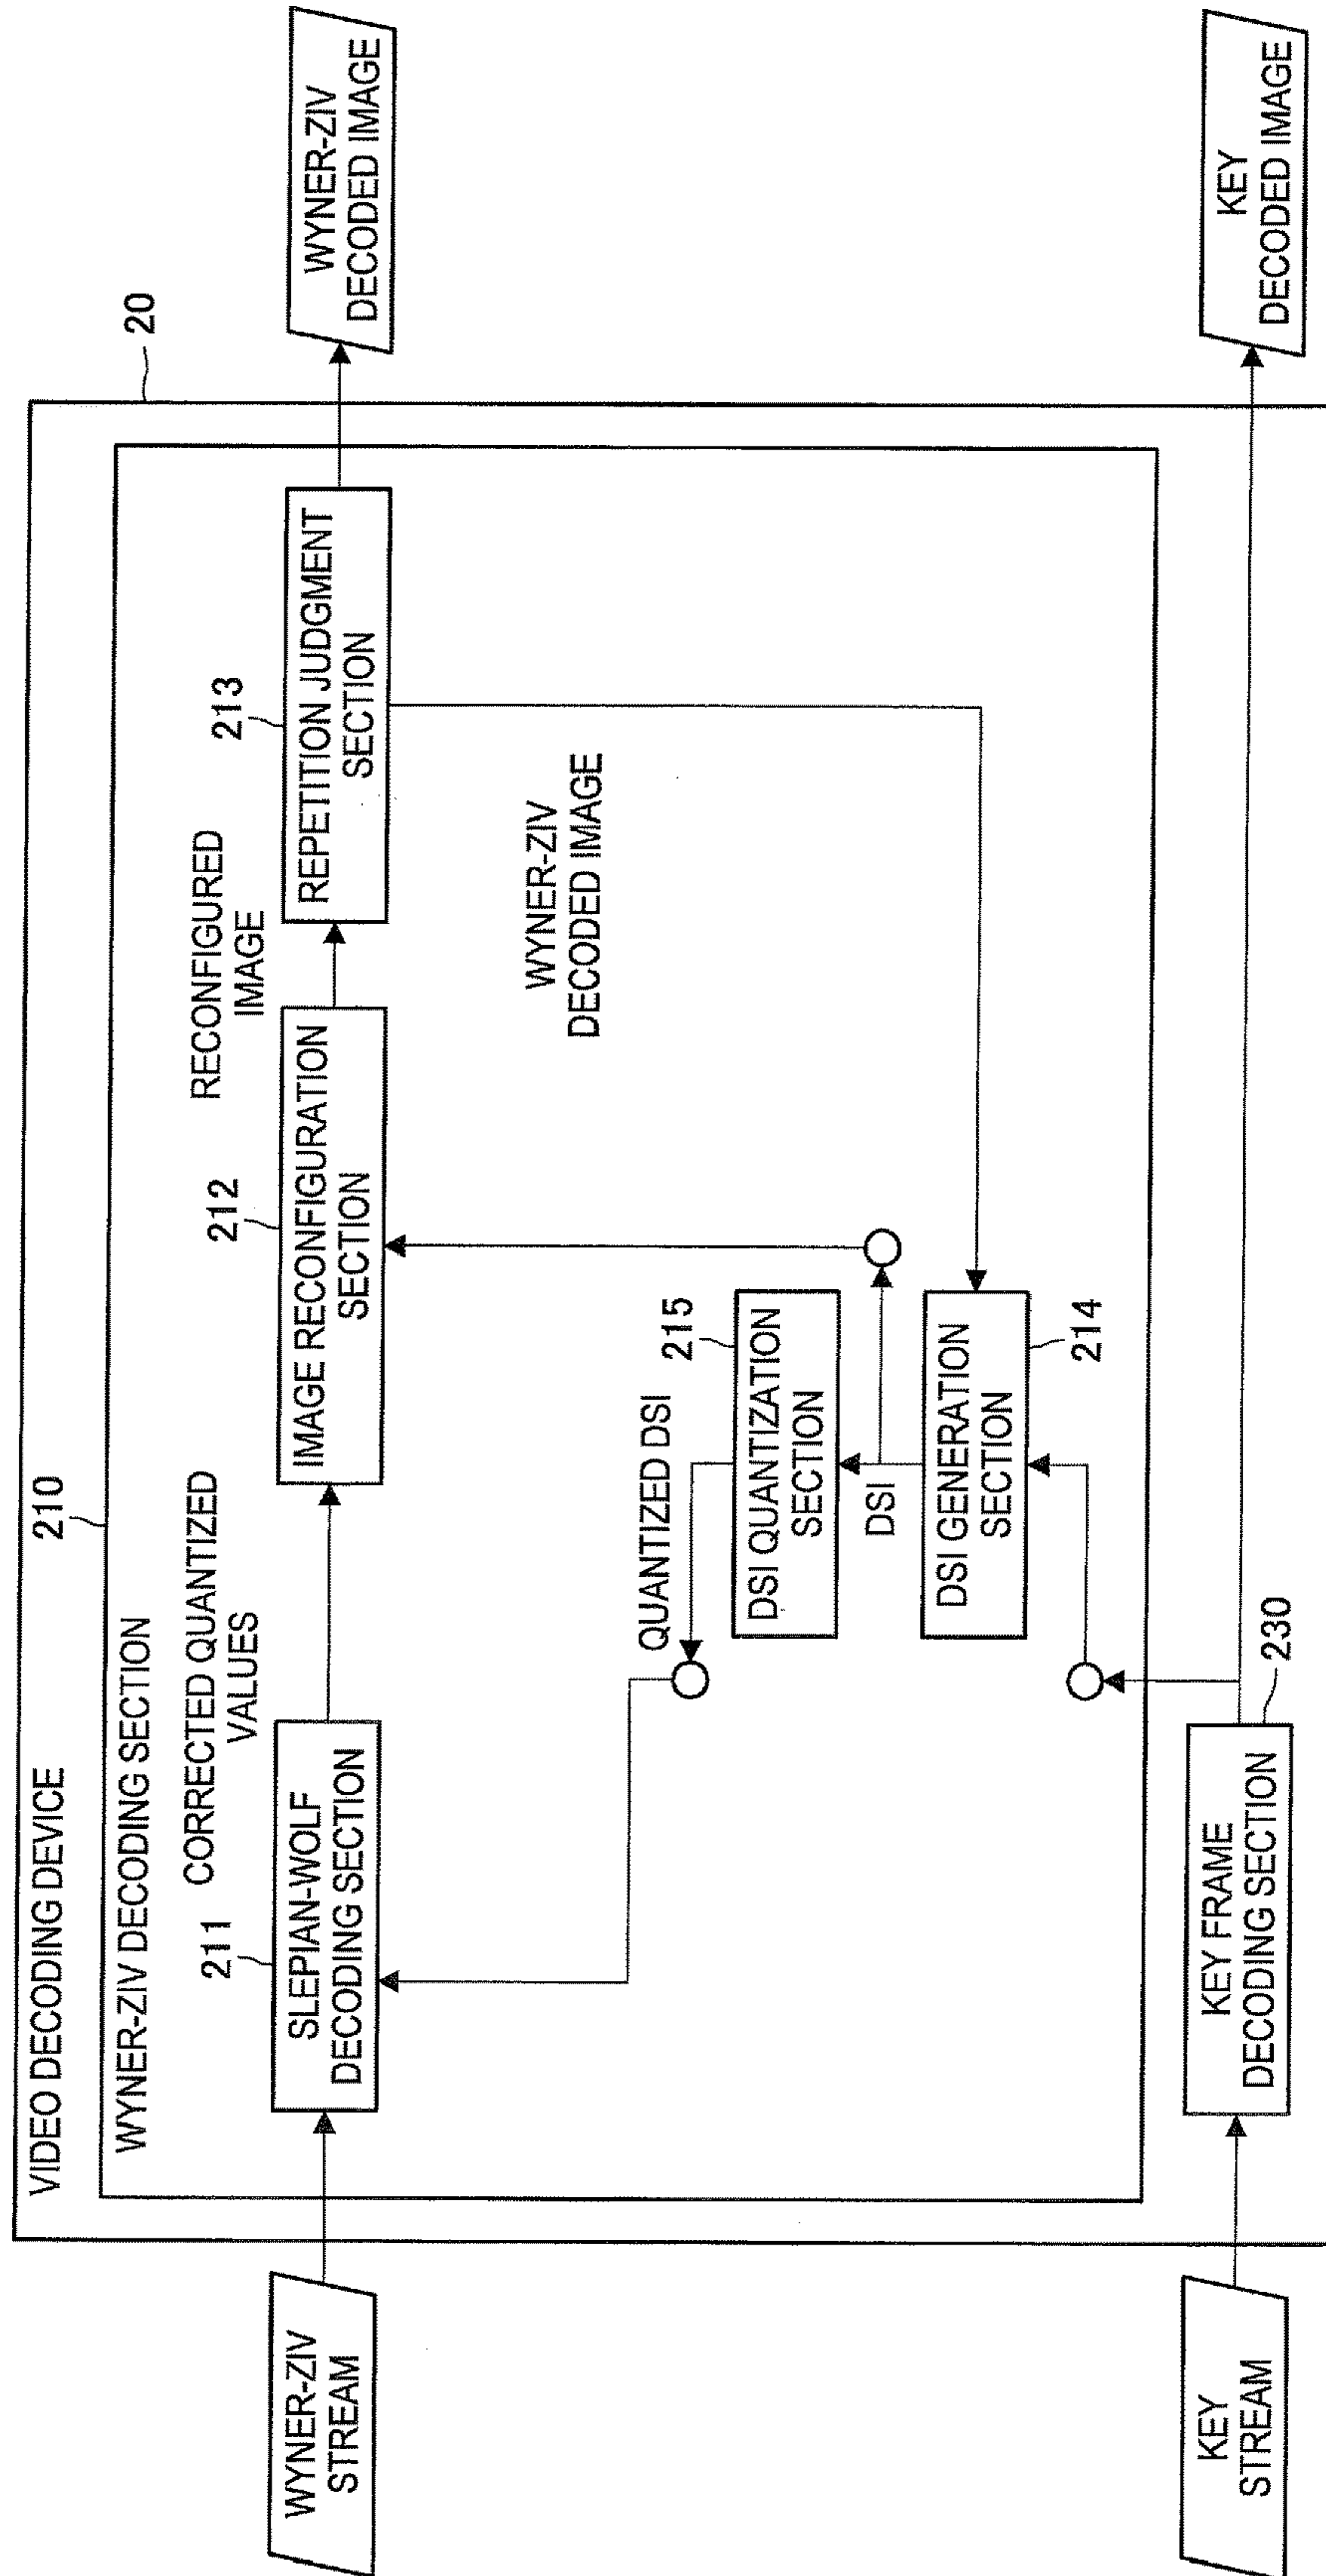 20
VIDEO DECODING DEVICE
210
WYNER-ZIV DECODING SECTION
WYNER-ZIV
STREAM
211
SLEPIAN-WOLF
DECODING SECTION
CORRECTED QUANTIZED
VALUES
212
IMAGE RECONFIGURATION
SECTION
RECONFIGURED
IMAGE
213
REPETITION JUDGMENT
SECTION
WYNER-ZIV
DECODED IMAGE
WYNER-ZIV
DECODED IMAGE
QUANTIZED DSI
215
DSI QUANTIZATION
SECTION
DSI
DSI GENERATION
SECTION
214
KEY
STREAM
KEY FRAME
DECODING SECTION
230
KEY
DECODED IMAGE